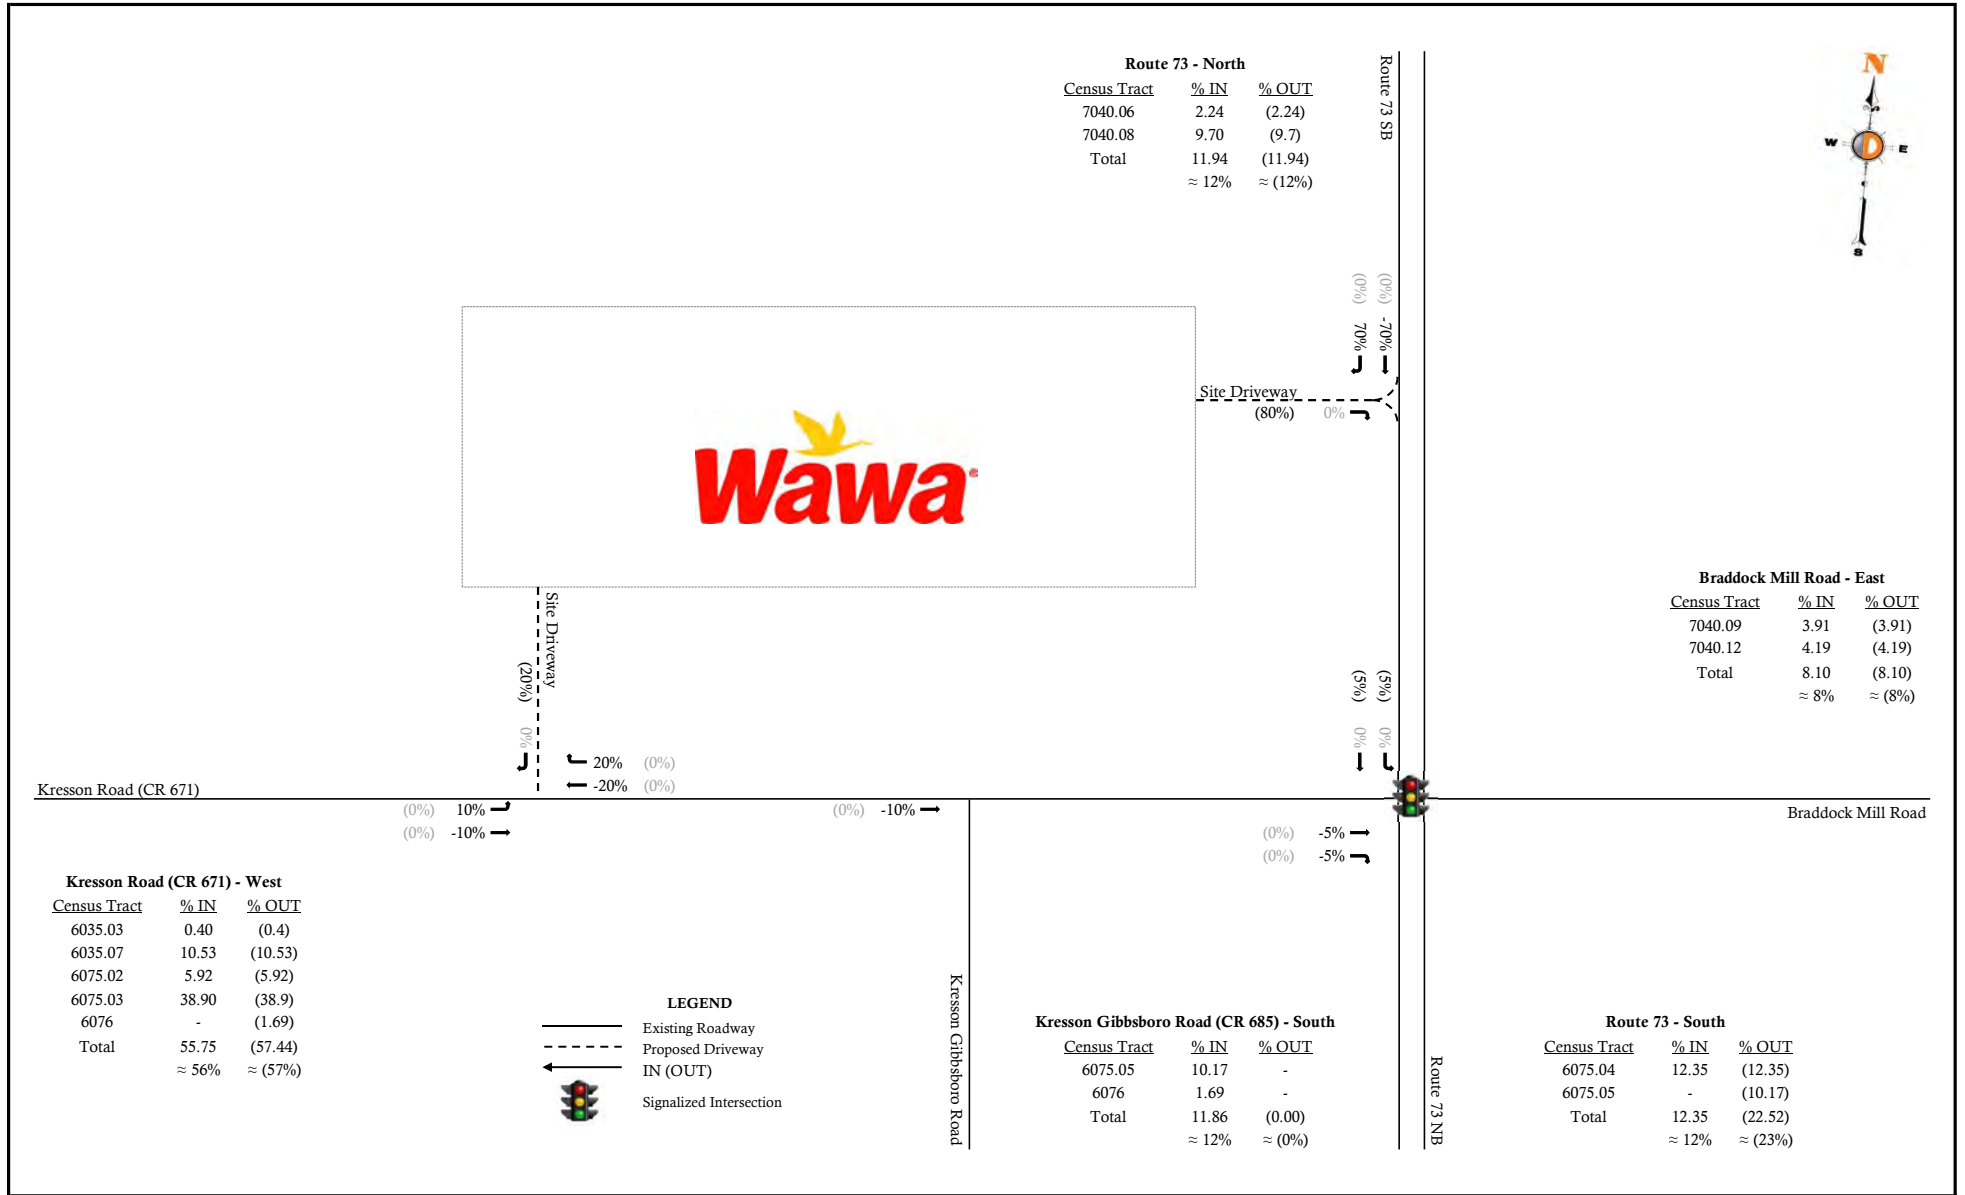 Route 73 - North
Census Tract % IN % OUT
7040.06 2.24 (2.24)
7040.08 9.70 (9.7)
Total 11.94 (11.94)
≈ 12% ≈ (12%)
Route 73 SB
N
W D E
S
(0%) 70%
(0%) -70%
Site Driveway
(80%) 0%
Wawa
Braddock Mill Road - East
Census Tract % IN % OUT
7040.09 3.91 (3.91)
7040.12 4.19 (4.19)
Total 8.10 (8.10)
≈ 8% ≈ (8%)
Site Driveway
(20%) 0%
(5%) 0%
(5%) 0%
20% (0%)
-20% (0%)
Kresson Road (CR 671)
(0%) 10%
(0%) -10%
(0%) -10%
Braddock Mill Road
(0%) -5%
(0%) -5%
Kresson Road (CR 671) - West
Census Tract % IN % OUT
6035.03 0.40 (0.4)
6035.07 10.53 (10.53)
6075.02 5.92 (5.92)
6075.03 38.90 (38.9)
6076 - (1.69)
Total 55.75 (57.44)
≈ 56% ≈ (57%)
LEGEND
Existing Roadway
Proposed Driveway
IN (OUT)
Signalized Intersection
Kresson Gibbsboro Road
Kresson Gibbsboro Road (CR 685) - South
Census Tract % IN % OUT
6075.05 10.17 -
6076 1.69 -
Total 11.86 (0.00)
≈ 12% ≈ (0%)
Route 73 NB
Route 73 - South
Census Tract % IN % OUT
6075.04 12.35 (12.35)
6075.05 - (10.17)
Total 12.35 (22.52)
≈ 12% ≈ (23%)